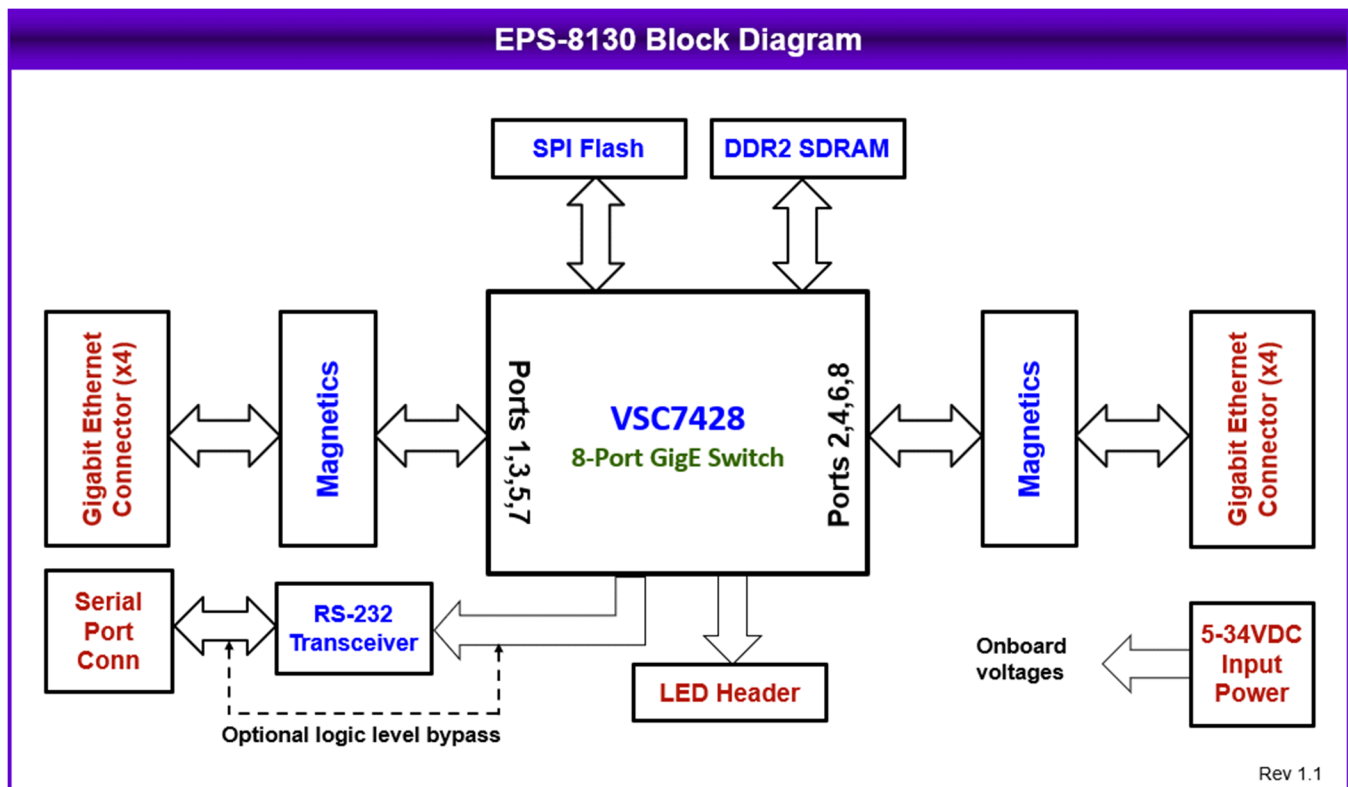 EPS-8130 Block Diagram
SPI Flash
DDR2 SDRAM
Gigabit Ethernet
Connector (x4)
Magnetics
Ports 1,3,5,7
VSC7428
8-Port GigE Switch
Ports 2,4,6,8
Magnetics
Gigabit Ethernet
Connector (x4)
Serial
Port
Conn
RS-232
Transceiver
Optional logic level bypass
LED Header
Onboard
voltages
5-34VDC
Input
Power
Rev 1.1